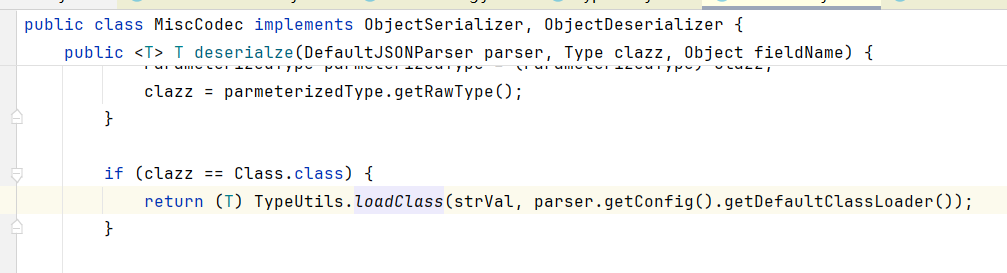 public class MiscCodec implements ObjectSerializer, ObjectDeserializer {
public <T> T deserialze(DefaultJSONParser parser, Type clazz, Object fieldName) {
clazz = parmeterizedType.getRawType();
}
if (clazz == Class.class) {
return (T) TypeUtils.loadClass(strVal, parser.getConfig().getDefaultClassLoader());
}